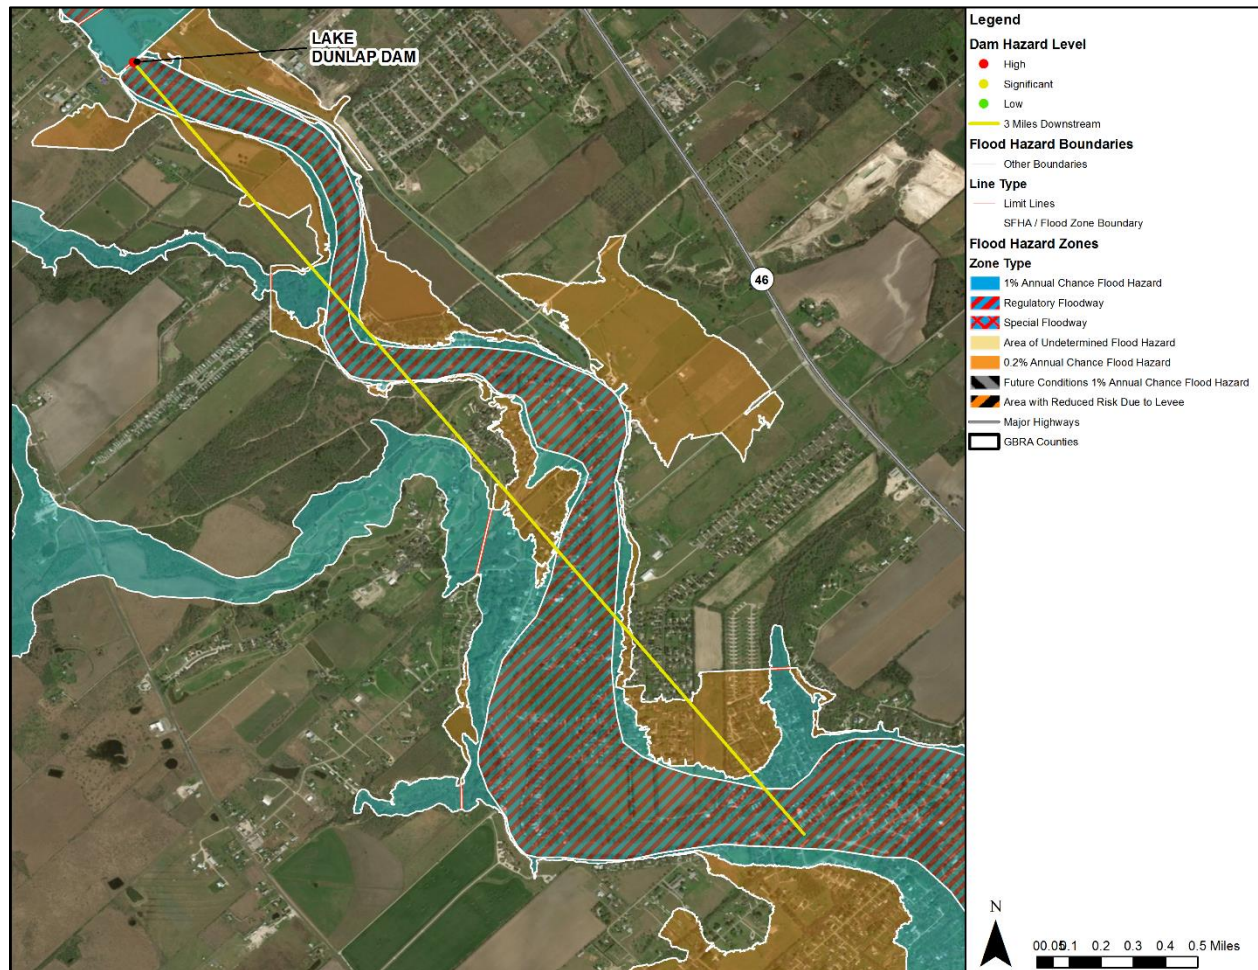 LAKE
DUNLAP DAM
46
Legend
Dam Hazard Level
High
Significant
Low
3 Miles Downstream
Flood Hazard Boundaries
Other Boundaries
Line Type
Limit Lines
SFHA / Flood Zone Boundary
Flood Hazard Zones
Zone Type
1% Annual Chance Flood Hazard
Regulatory Floodway
Special Floodway
Area of Undetermined Flood Hazard
0.2% Annual Chance Flood Hazard
Future Conditions 1% Annual Chance Flood Hazard
Area with Reduced Risk Due to Levee
Major Highways
GBRA Counties
N
00.050.1 0.2 0.3 0.4 0.5 Miles